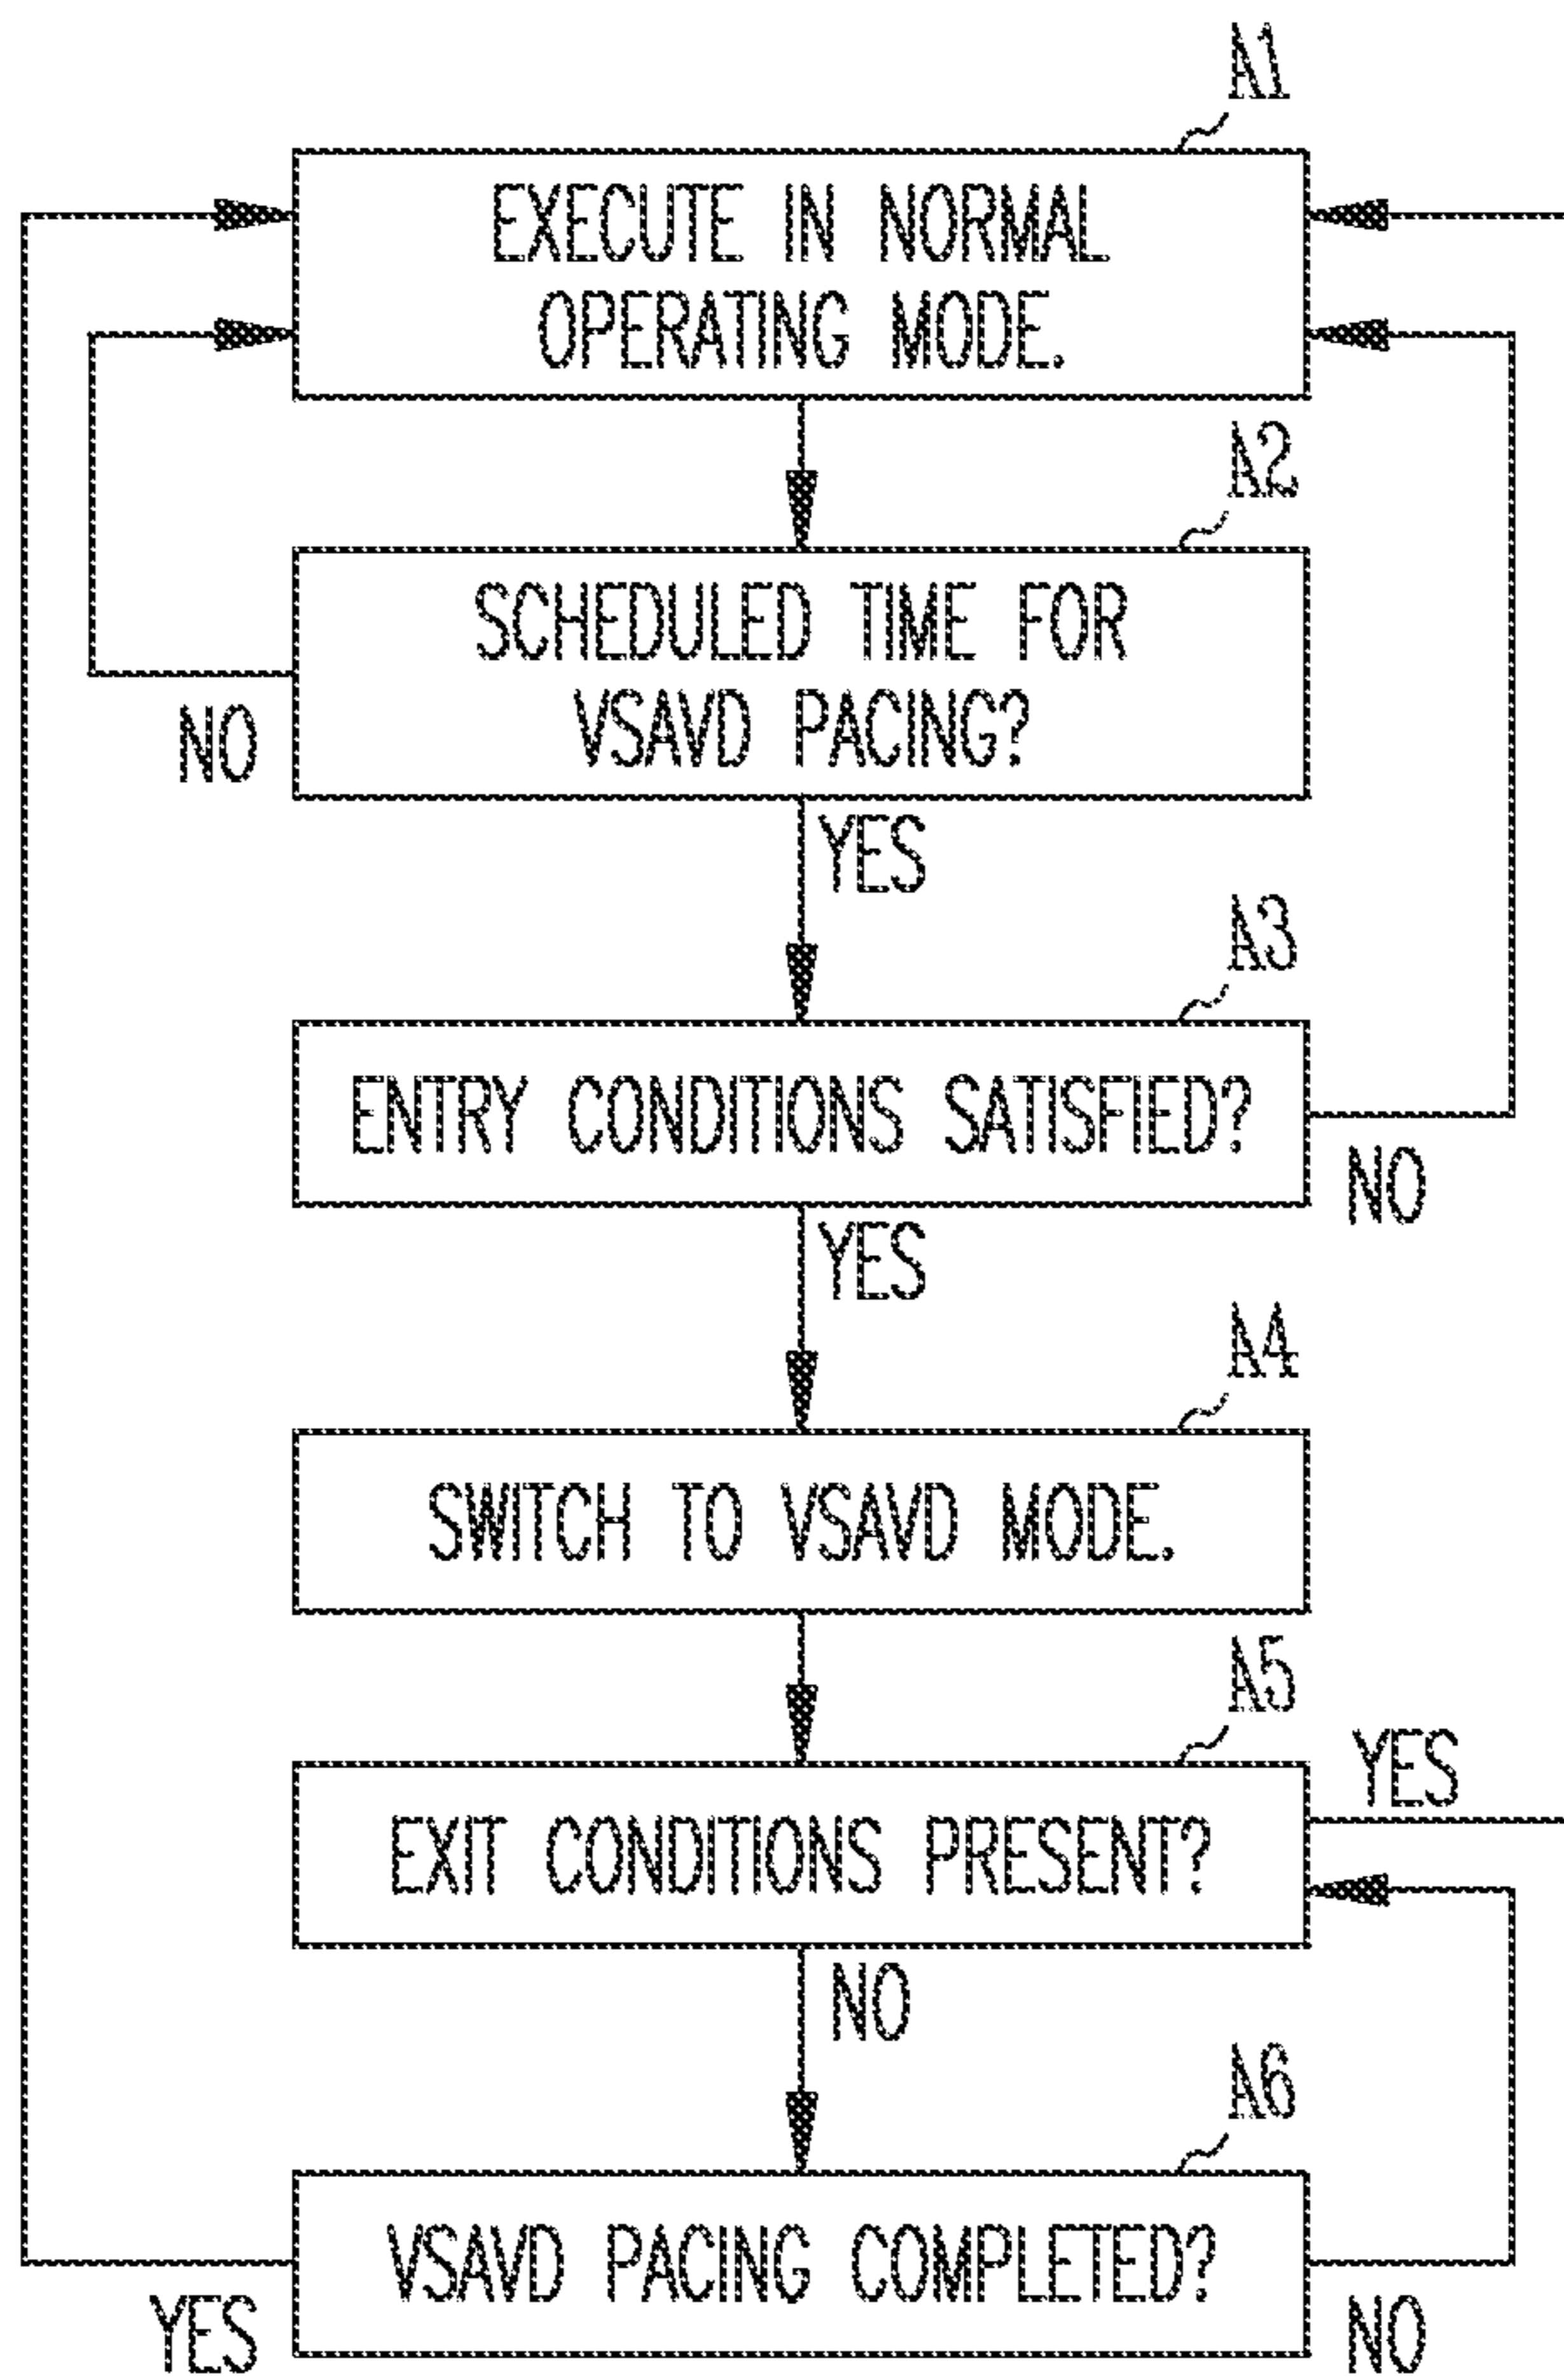 A1
EXECUTE IN NORMAL
OPERATING MODE.
A2
SCHEDULED TIME FOR
VSAVD PACING?
NO
YES
A3
ENTRY CONDITIONS SATISFIED?
NO
YES
A4
SWITCH TO VSAVD MODE.
A5
EXIT CONDITIONS PRESENT?
YES
NO
A6
VSAVD PACING COMPLETED?
YES
NO